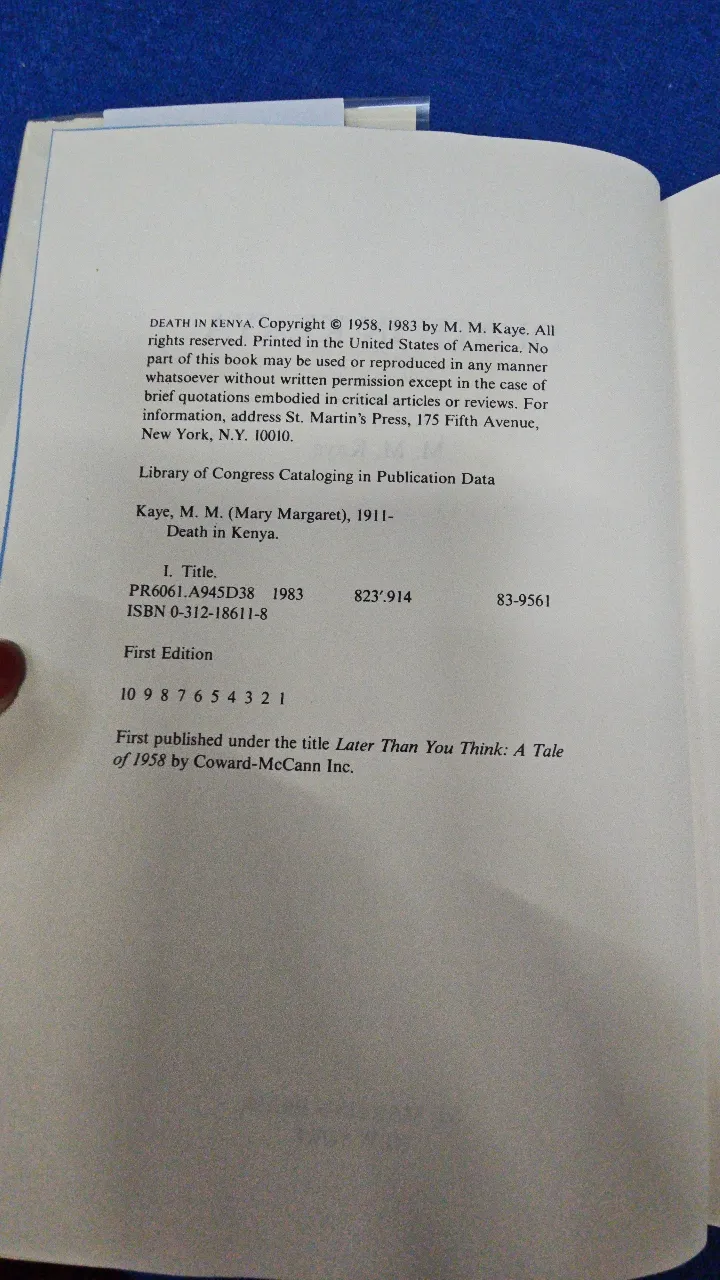 DEATH IN KENYA. Copyright © 1958, 1983 by M. M. Kaye. All
rights reserved. Printed in the United States of America. No
part of this book may be used or reproduced in any manner
whatsoever without written permission except in the case of
brief quotations embodied in critical articles or reviews. For
information, address St. Martin's Press, 175 Fifth Avenue,
New York, N.Y. 10010.
Library of Congress Cataloging in Publication Data
Kaye, M. M. (Mary Margaret), 1911-
Death in Kenya.
I. Title.
PR6061.A945D38 1983 823'.914 83-9561
ISBN 0-312-18611-8
First Edition
10 9 8 7 6 5 4 3 2 1
First published under the title Later Than You Think: A Tale
of 1958 by Coward-McCann Inc.